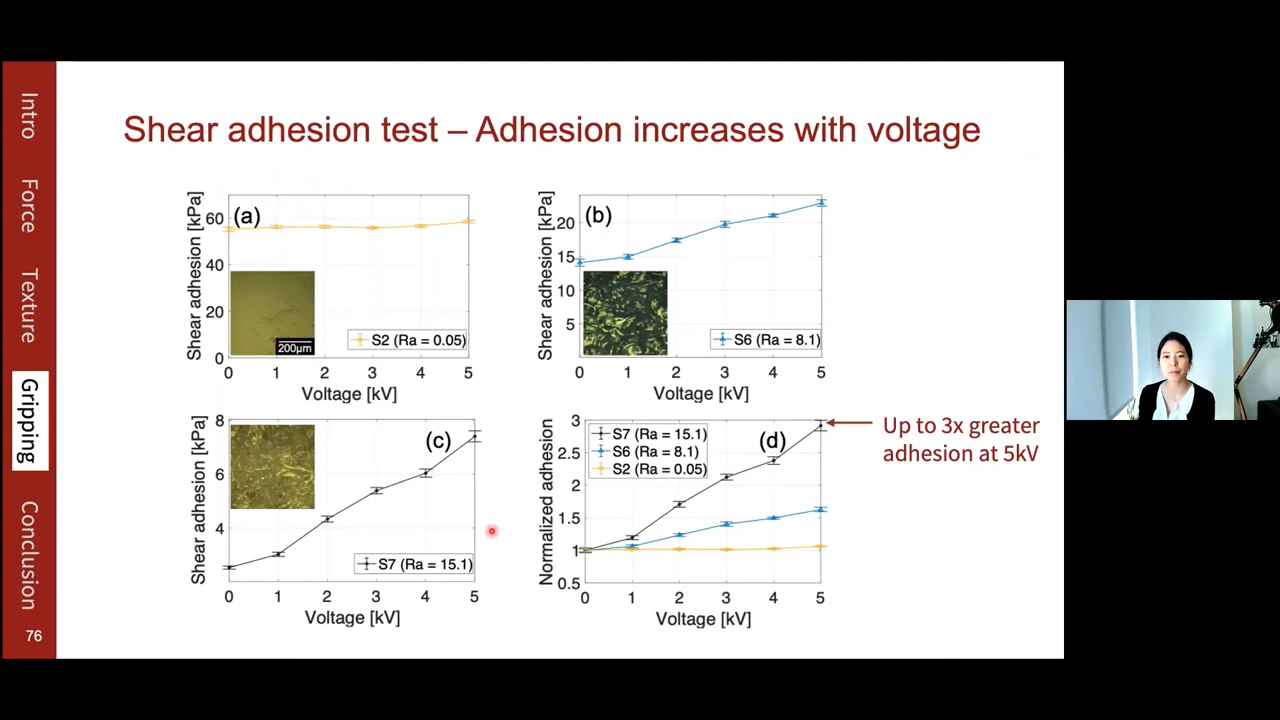 Intro
Force
Texture
Gripping
Conclusion
76
Shear adhesion test – Adhesion increases with voltage
(a)
Shear adhesion [kPa]
60
40
20
0
200μm
S2 (Ra = 0.05)
0 1 2 3 4 5
Voltage [kV]
(b)
Shear adhesion [kPa]
20
15
10
5
S6 (Ra = 8.1)
0 1 2 3 4 5
Voltage [kV]
(c)
Shear adhesion [kPa]
8
6
4
S7 (Ra = 15.1)
0 1 2 3 4 5
Voltage [kV]
(d)
Normalized adhesion
3
2.5
2
1.5
1
0.5
S7 (Ra = 15.1)
S6 (Ra = 8.1)
S2 (Ra = 0.05)
0 1 2 3 4 5
Voltage [kV]
Up to 3x greater
adhesion at 5kV